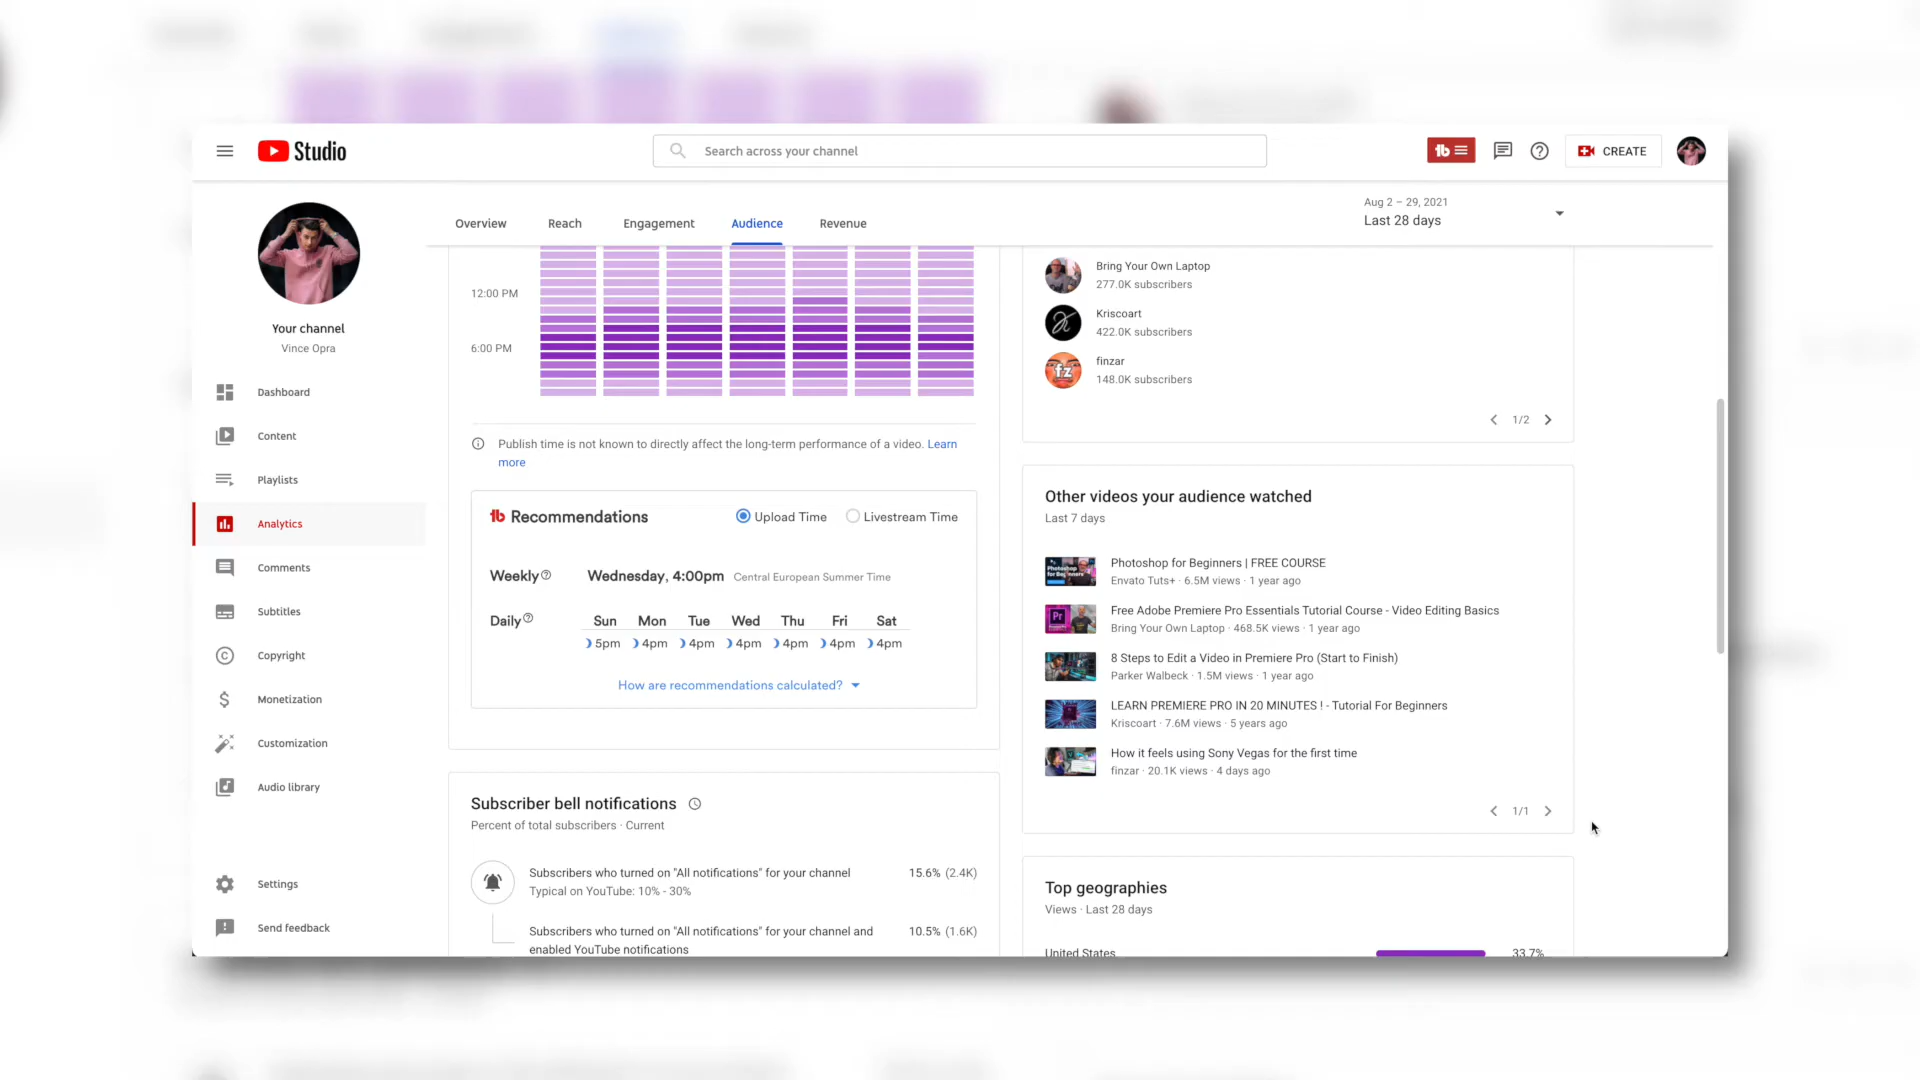 Studio
Search across your channel
CREATE
Your channel
Vince Opra
Dashboard
Content
Playlists
Analytics
Comments
Subtitles
Copyright
Monetization
Customization
Audio library
Settings
Send feedback
Overview
Reach
Engagement
Audience
Revenue
Aug 2 – 29, 2021
Last 28 days
12:00 PM
6:00 PM
Publish time is not known to directly affect the long-term performance of a video. Learn
more
Recommendations
Upload Time
Livestream Time
Weekly
Wednesday, 4:00pm Central European Summer Time
Daily
Sun Mon Tue Wed Thu Fri Sat
5pm 4pm 4pm 4pm 4pm 4pm 4pm
How are recommendations calculated?
Subscriber bell notifications
Percent of total subscribers · Current
Subscribers who turned on "All notifications" for your channel 15.6% (2.4K)
Typical on YouTube: 10% - 30%
Subscribers who turned on "All notifications" for your channel and 10.5% (1.6K)
enabled YouTube notifications
Bring Your Own Laptop
277.0K subscribers
Kriscoart
422.0K subscribers
finzar
148.0K subscribers
1/2
Other videos your audience watched
Last 7 days
Photoshop for Beginners | FREE COURSE
Envato Tuts+ · 6.5M views · 1 year ago
Free Adobe Premiere Pro Essentials Tutorial Course - Video Editing Basics
Bring Your Own Laptop · 468.5K views · 1 year ago
8 Steps to Edit a Video in Premiere Pro (Start to Finish)
Parker Walbeck · 1.5M views · 1 year ago
LEARN PREMIERE PRO IN 20 MINUTES ! - Tutorial For Beginners
Kriscoart · 7.6M views · 5 years ago
How it feels using Sony Vegas for the first time
finzar · 20.1K views · 4 days ago
1/1
Top geographies
Views · Last 28 days
United States 33.7%